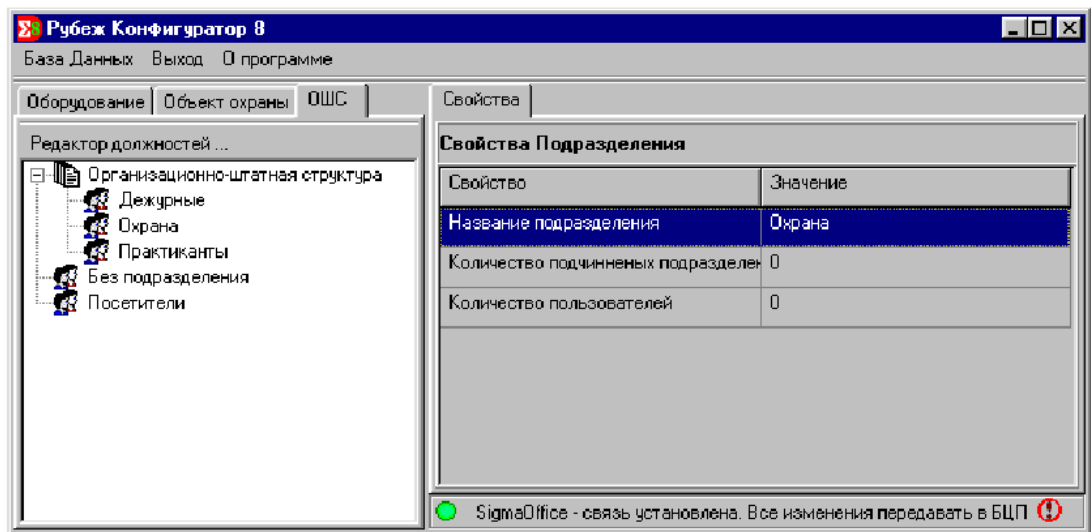 Рубеж Конфигуратор 8
База Данных Выход О программе
Оборудование Объект охраны ОШС
Редактор должностей ...
Организационно-штатная структура
Дежурные
Охрана
Практиканты
Без подразделения
Посетители
Свойства
Свойства Подразделения
Свойство Значение
Название подразделения Охрана
Количество подчинненых подразделен 0
Количество пользователей 0
SigmaOffice - связь установлена. Все изменения передавать в БЦП